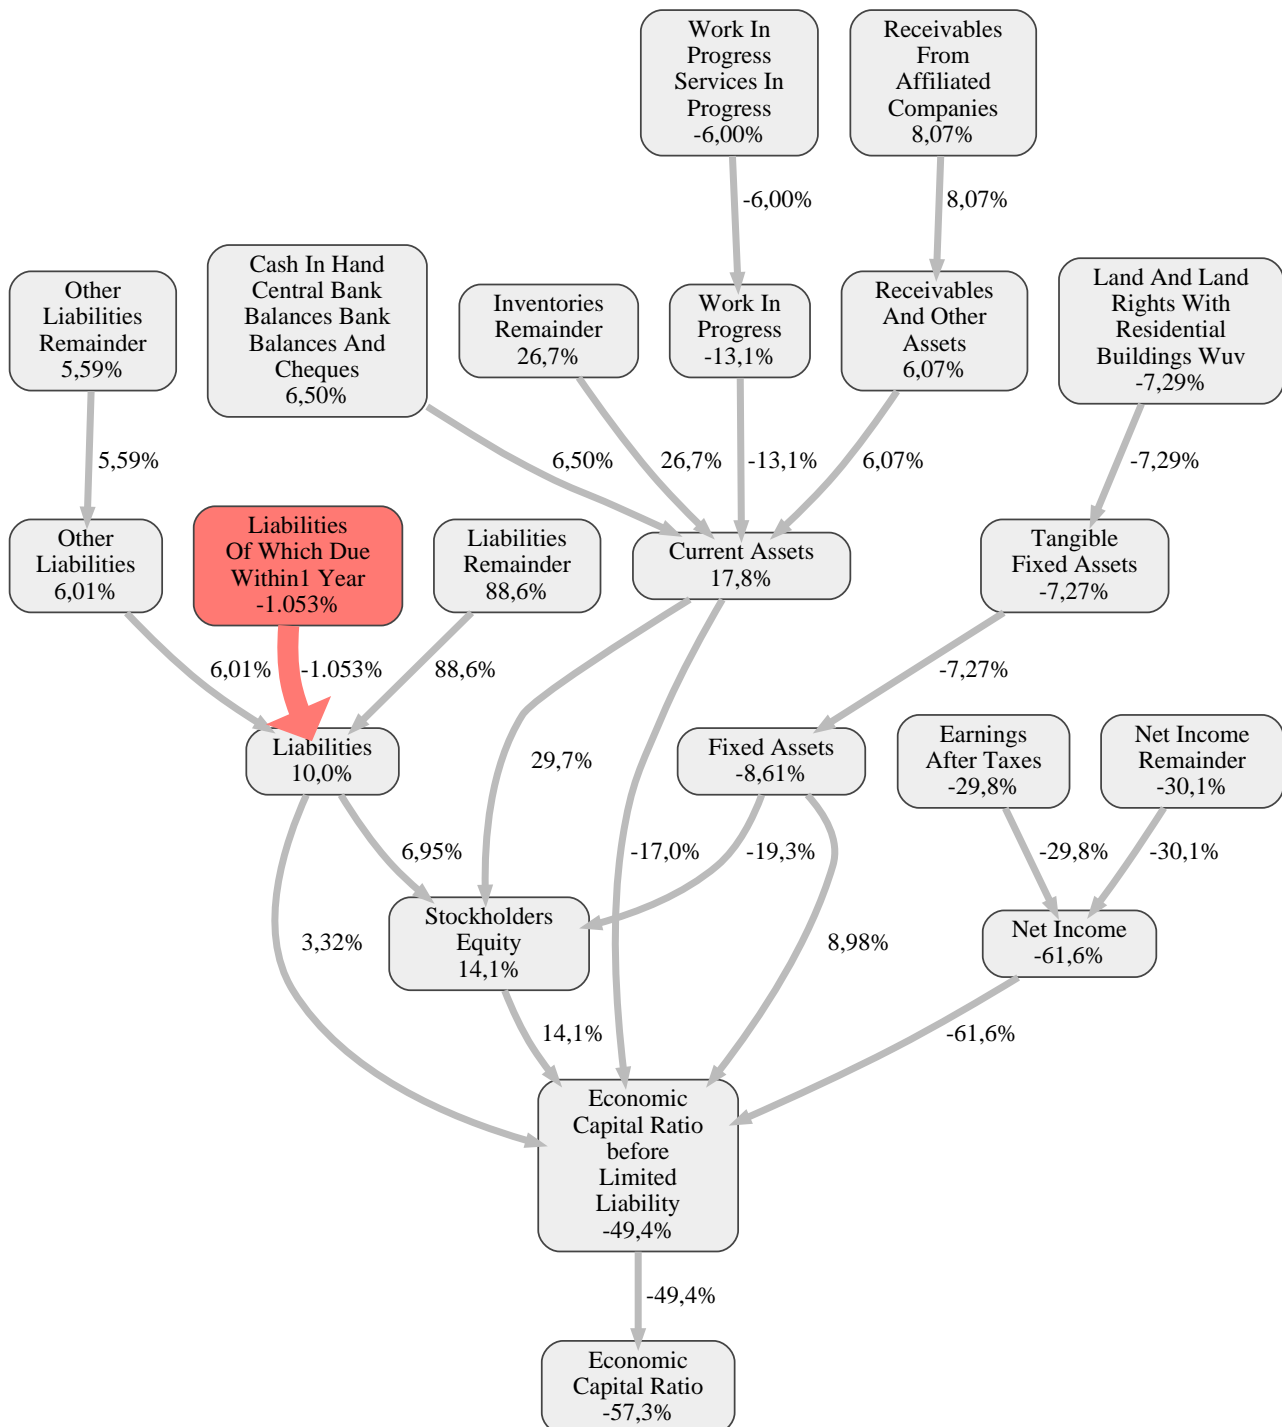 Work In
Progress
Services In
Progress
-6,00%
Receivables
From
Affiliated
Companies
8,07%
-6,00%
8,07%
Other
Liabilities
Remainder
5,59%
Cash In Hand
Central Bank
Balances Bank
Balances And
Cheques
6,50%
Inventories
Remainder
26,7%
Work In
Progress
-13,1%
Receivables
And Other
Assets
6,07%
Land And Land
Rights With
Residential
Buildings Wuv
-7,29%
5,59%
6,50%
26,7%
-13,1%
6,07%
-7,29%
Other
Liabilities
6,01%
Liabilities
Of Which Due
Within1 Year
-1.053%
Liabilities
Remainder
88,6%
Current Assets
17,8%
Tangible
Fixed Assets
-7,27%
6,01%
-1.053%
88,6%
-7,27%
Liabilities
10,0%
29,7%
Fixed Assets
-8,61%
Earnings
After Taxes
-29,8%
Net Income
Remainder
-30,1%
6,95%
-17,0%
-19,3%
-29,8%
-30,1%
Stockholders
Equity
14,1%
3,32%
8,98%
Net Income
-61,6%
14,1%
-61,6%
Economic
Capital Ratio
before
Limited
Liability
-49,4%
-49,4%
Economic
Capital Ratio
-57,3%